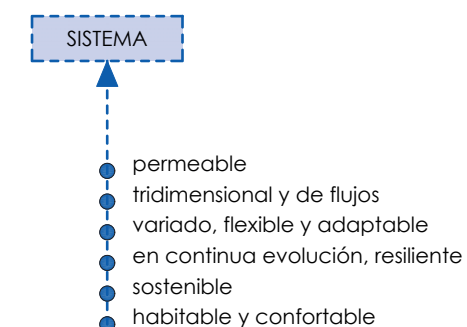 SISTEMA
permeable
tridimensional y de flujos
variado, flexible y adaptable
en continua evolución, resiliente
sostenible
habitable y confortable